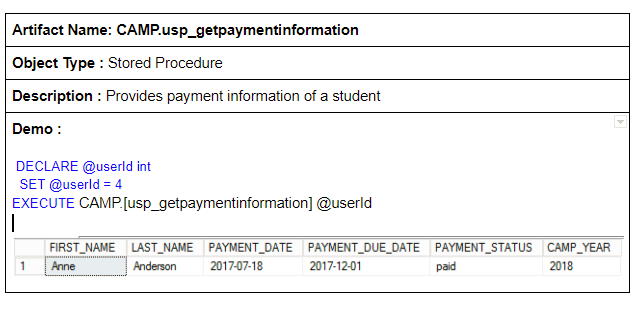 Artifact Name: CAMP.usp_getpaymentinformation
Object Type : Stored Procedure
Description : Provides payment information of a student
Demo :
DECLARE @userId int
SET @userId = 4
EXECUTE CAMP.[usp_getpaymentinformation] @userId
FIRST_NAME LAST_NAME PAYMENT_DATE PAYMENT_DUE_DATE PAYMENT_STATUS CAMP_YEAR
1 Anne Anderson 2017-07-18 2017-12-01 paid 2018